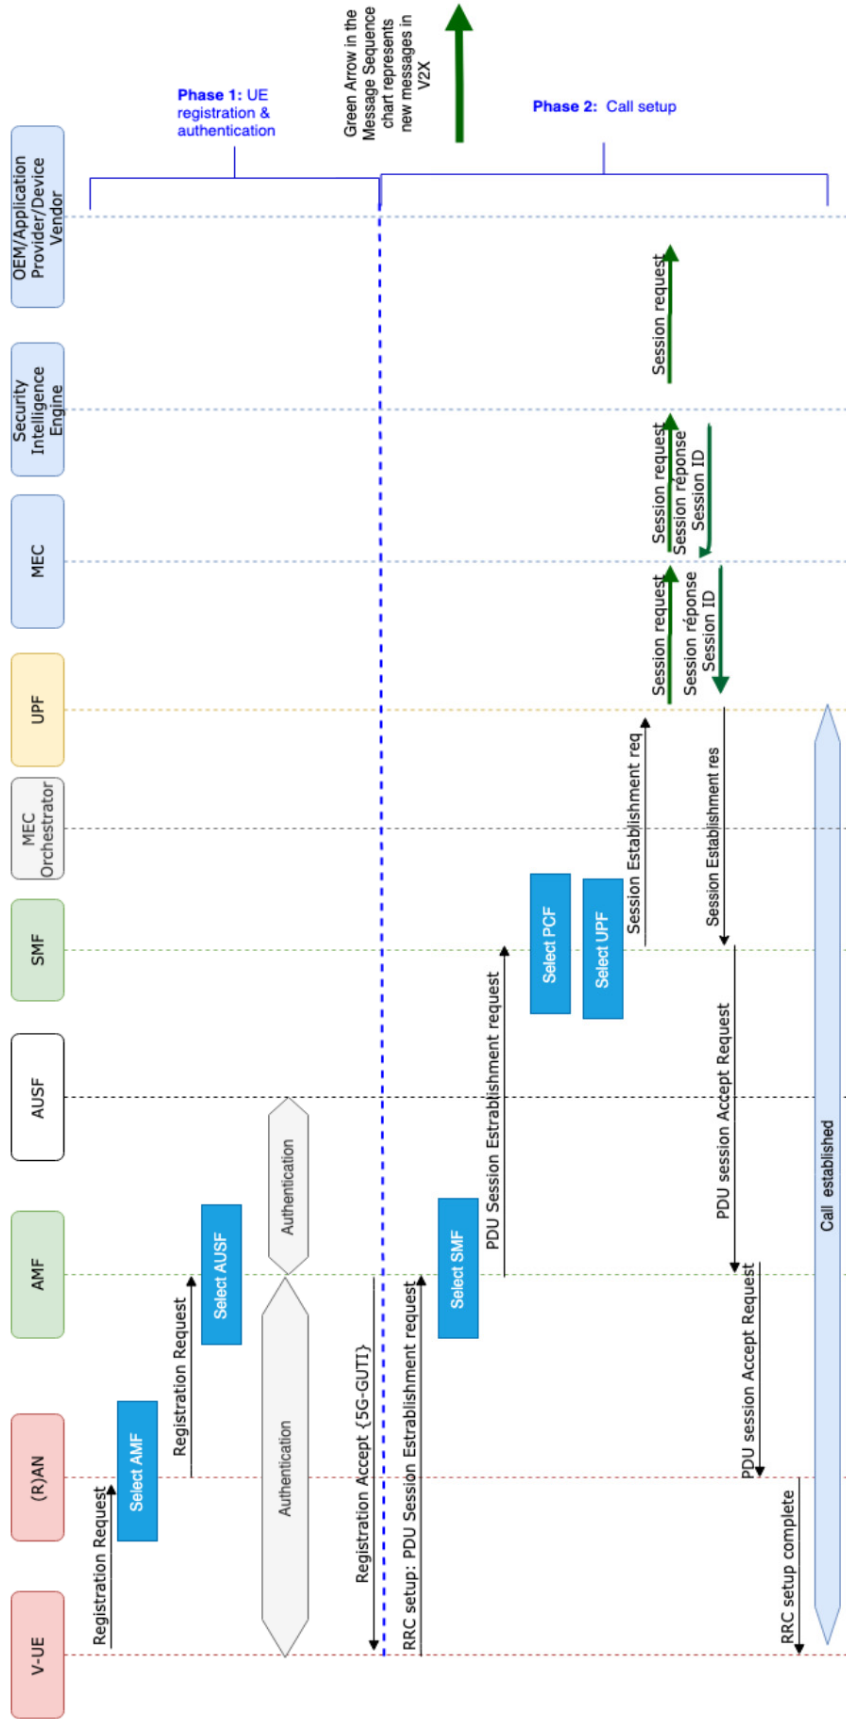 V-UE
(R)AN
AMF
AUSF
SMF
MEC
Orchestrator
UPF
MEC
Security
Intelligence
Engine
OEM/Application
Provider/Device
Vendor
Phase 1: UE
registration &
authentication
Green Arrow in the
Message Sequence
chart represents
new messages in
V2X
Phase 2: Call setup
Registration Request
Select AMF
Registration Request
Select AUSF
Authentication
Authentication
Registration Accept {5G-GUTI}
RRC setup: PDU Session Estrablishment request
Select SMF
PDU Session Estrablishment request
Select PCF
Select UPF
Session Establishment req
Session request
Session request
Session request
Session réponse
Session ID
Session réponse
Session ID
Session Establishment res
PDU session Accept Request
PDU session Accept Request
RRC setup complete
Call established